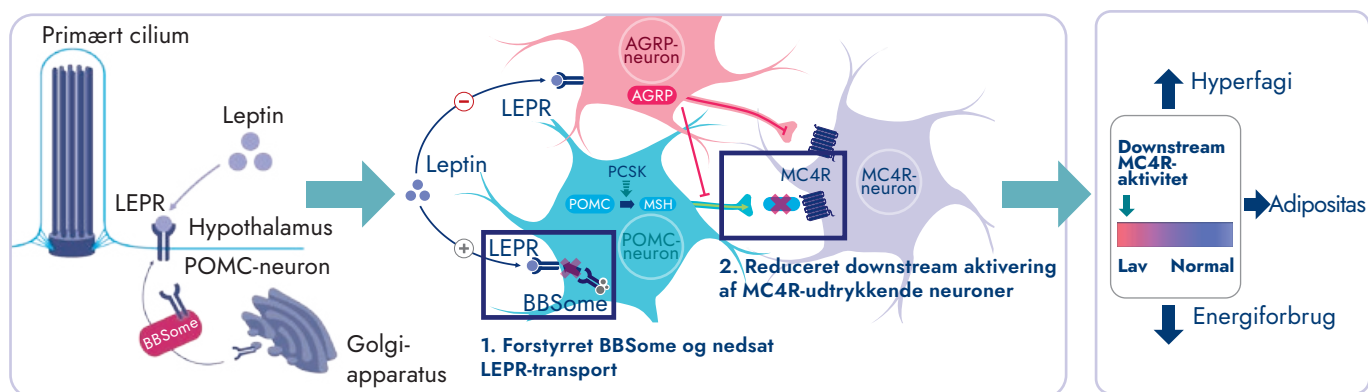 Primært cilium
Leptin
LEPR
Hypothalamus
POMC-neuron
BBSome
Golgi-
apparatus
AGRP-
neuron
AGRP
LEPR
Leptin
PCSK
POMC
MSH
POMC-
neuron
LEPR
BBSome
1. Forstyrret BBSome og nedsat
LEPR-transport
MC4R
MC4R-
neuron
2. Reduceret downstream aktivering
af MC4R-udtrykkende neuroner
Hyperfagi
Downstream
MC4R-
aktivitet
Lav Normal
Adipositas
Energiforbrug